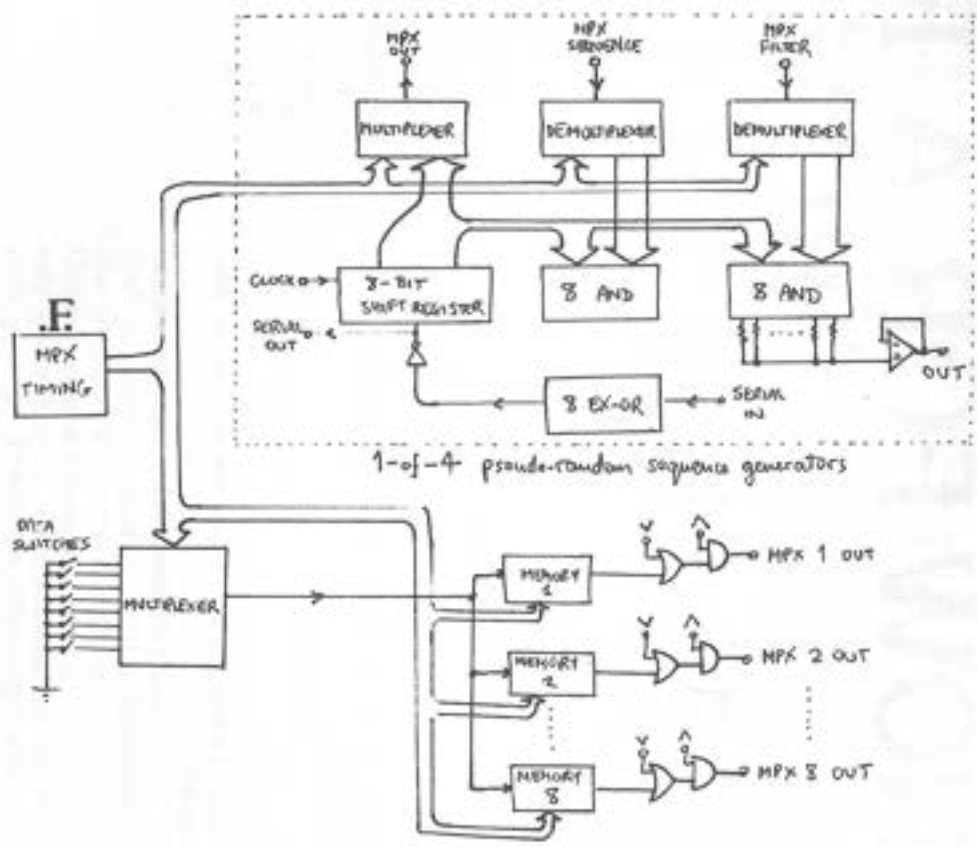 MPX
OUT
MPX
SEQUENCE
MPX
FILTER
MULTIPLEXER
DEMOLTIPLEXER
DEMULTIPLEXER
CLOCK
8-BIT
SHIFT REGISTER
8 AND
8 AND
SERIAL
OUT
OUT
.F.
MPX
TIMING
8 EX-OR
SERIAL
IN
1-of-4 pseudo-random sequence generators
DATA
SWITCHES
MULTIPLEXER
MEMORY
1
MPX 1 OUT
MEMORY
2
MPX 2 OUT
MEMORY
8
MPX 8 OUT